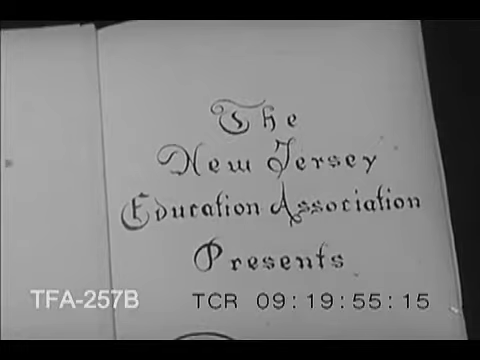 The
New Jersey
Education Association
Presents
TFA-257B TCR 09:19:55:15